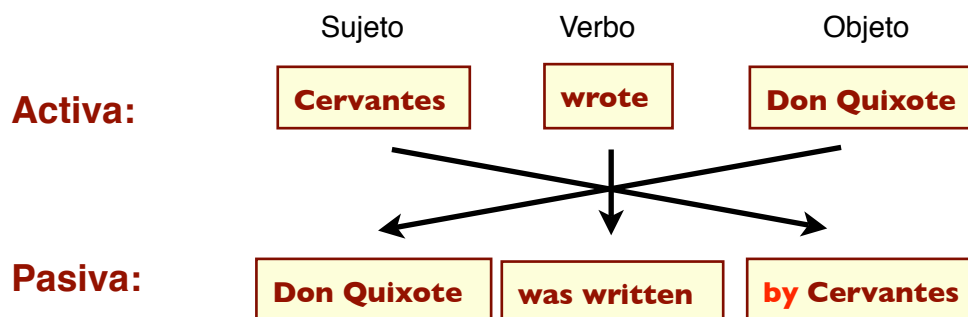 Sujeto Verbo Objeto
Activa: Cervantes wrote Don Quixote
Pasiva: Don Quixote was written by Cervantes